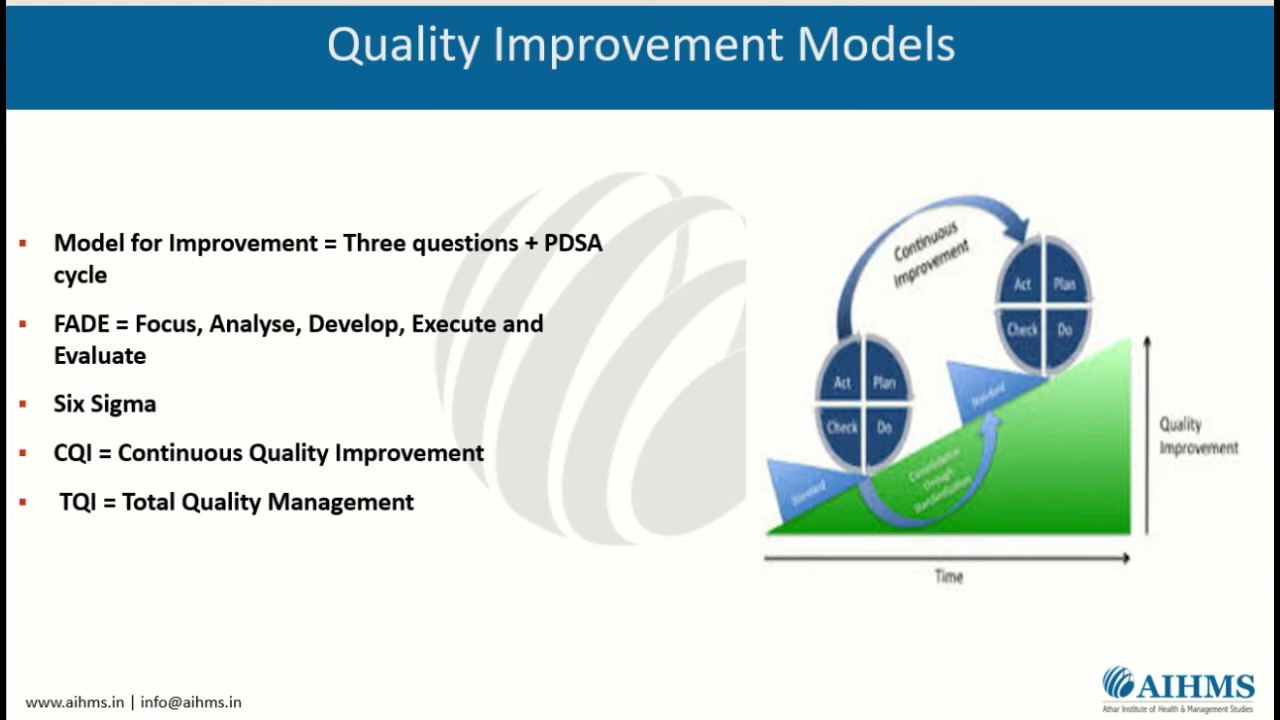 Quality Improvement Models
▪ Model for Improvement = Three questions + PDSA
cycle
▪ FADE = Focus, Analyse, Develop, Execute and
Evaluate
▪ Six Sigma
▪ CQI = Continuous Quality Improvement
▪ TQI = Total Quality Management
Continuous
Improvement
Act Plan
Check Do
Act Plan
Check Do
Standard
Standard
Consolidation
through
Standardization
Quality
Improvement
Time
www.aihms.in | info@aihms.in
AIHMS
Athar Institute of Health & Management Studies